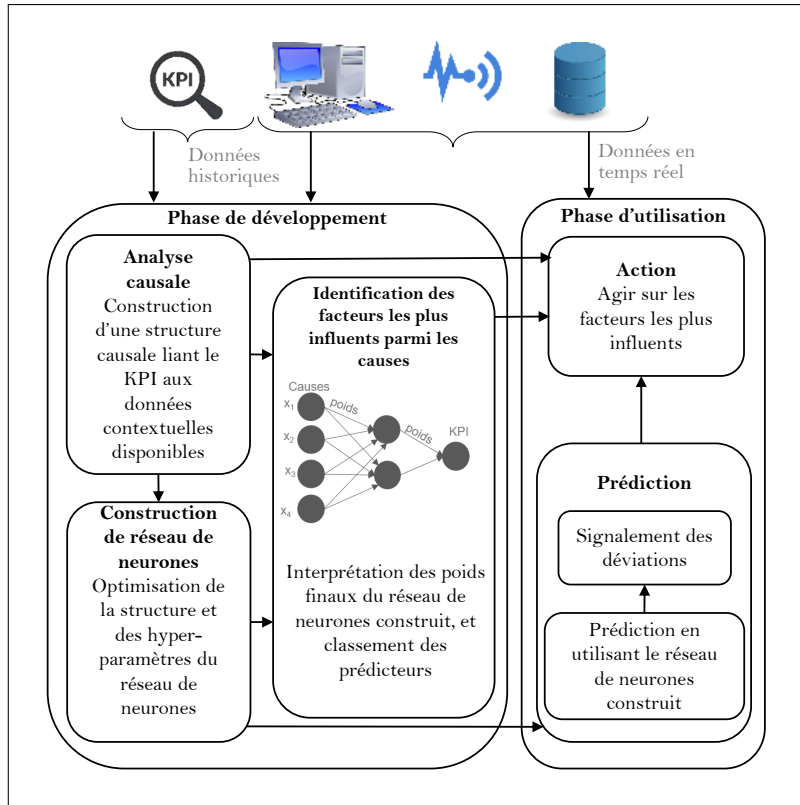 KPI
Données
historiques
Données en
temps réel
Phase de développement
Analyse
causale
Construction
d'une structure
causale liant le
KPI aux
données
contextuelles
disponibles
Construction
de réseau de
neurones
Optimisation de
la structure et
des hyper-
paramètres du
réseau de
neurones
Identification des
facteurs les plus
influents parmi les
causes
Causes
x1
x2
x3
x4
poids
poids
KPI
Interprétation des poids
finaux du réseau de
neurones construit, et
classement des
prédicteurs
Phase d'utilisation
Action
Agir sur les
facteurs les plus
influents
Prédiction
Signalement des
déviations
Prédiction en
utilisant le réseau
de neurones
construit